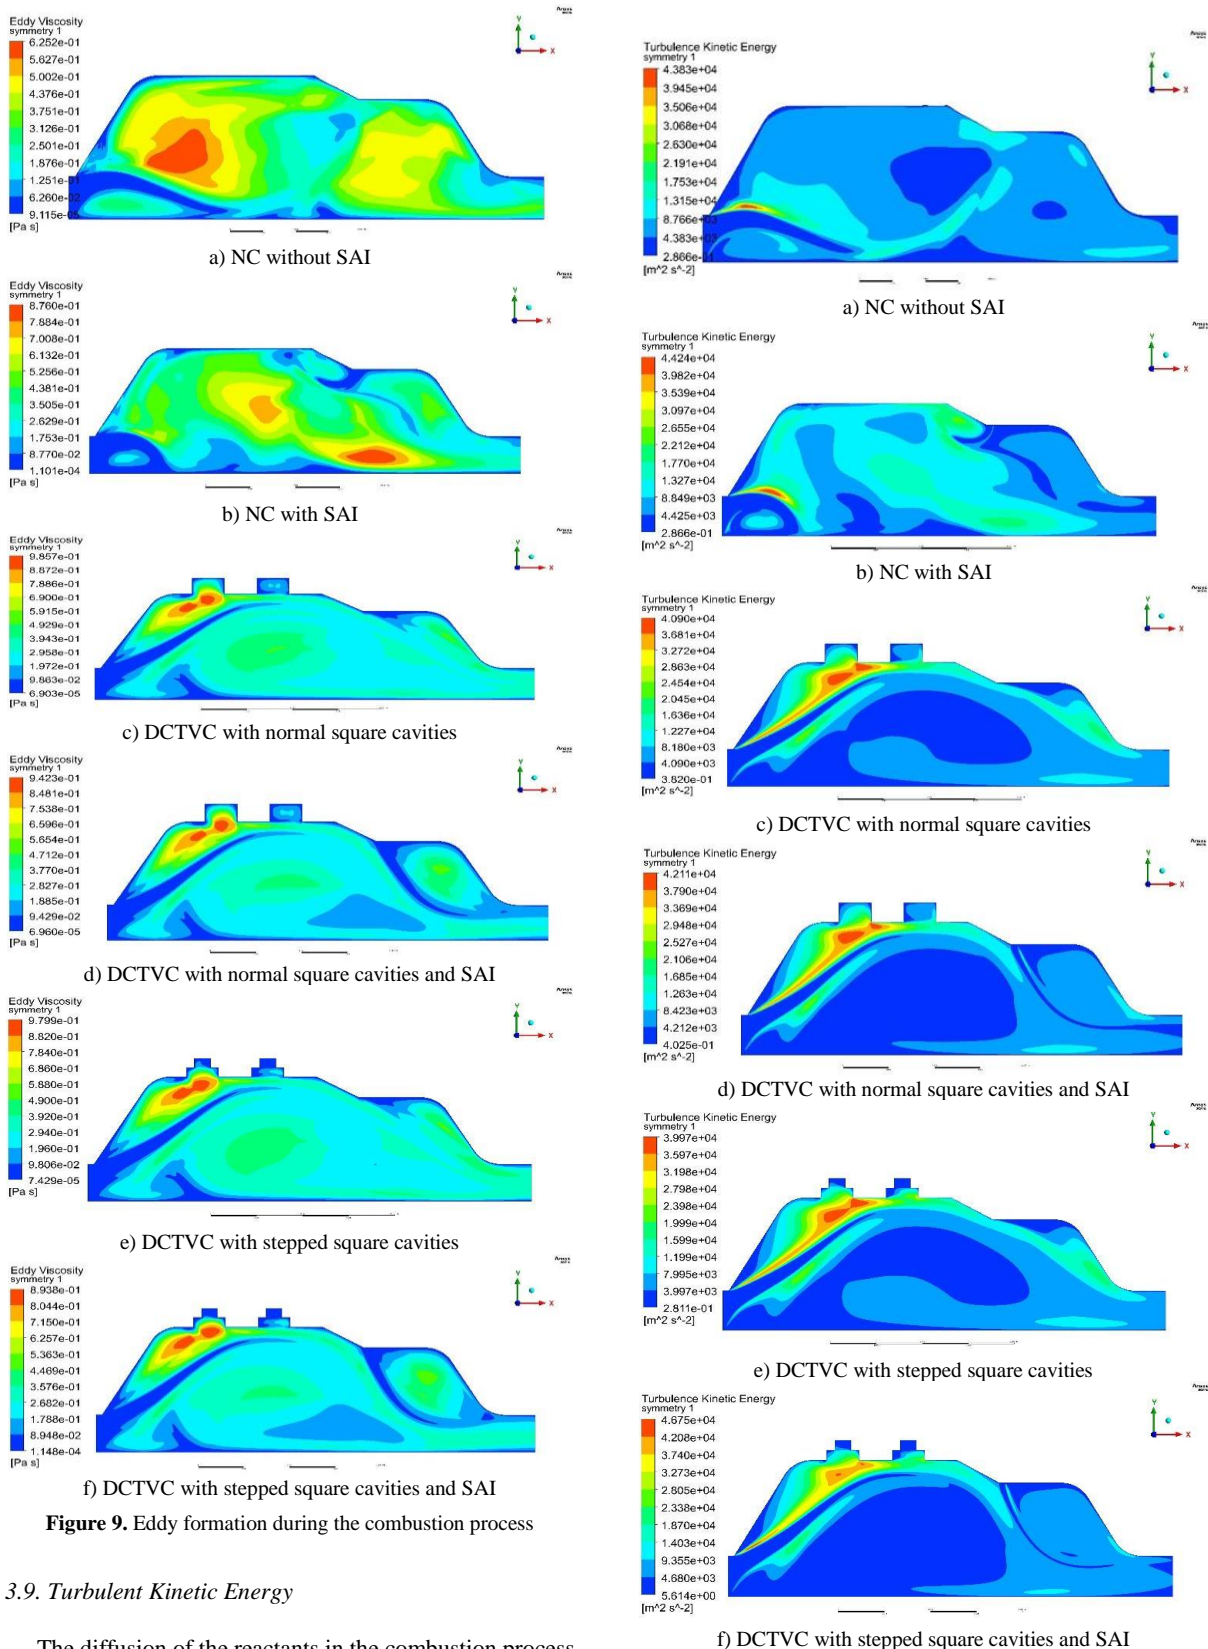 Eddy Viscosity
symmetry 1
6.252e-01
5.627e-01
5.002e-01
4.376e-01
3.751e-01
3.126e-01
2.501e-01
1.876e-01
1.251e-01
6.260e-02
9.115e-05
[Pa s]
Y
X
a) NC without SAI
Eddy Viscosity
symmetry 1
8.760e-01
7.884e-01
7.008e-01
6.132e-01
5.256e-01
4.381e-01
3.505e-01
2.629e-01
1.753e-01
8.770e-02
1.101e-04
[Pa s]
Y
X
b) NC with SAI
Eddy Viscosity
symmetry 1
9.857e-01
8.872e-01
7.886e-01
6.900e-01
5.915e-01
4.929e-01
3.943e-01
2.958e-01
1.972e-01
9.863e-02
6.903e-05
[Pa s]
Y
X
c) DCTVC with normal square cavities
Eddy Viscosity
symmetry 1
9.423e-01
8.481e-01
7.538e-01
6.596e-01
5.654e-01
4.712e-01
3.770e-01
2.827e-01
1.885e-01
9.429e-02
6.960e-05
[Pa s]
Y
X
d) DCTVC with normal square cavities and SAI
Eddy Viscosity
symmetry 1
9.799e-01
8.820e-01
7.840e-01
6.860e-01
5.880e-01
4.900e-01
3.920e-01
2.940e-01
1.960e-01
9.806e-02
7.429e-05
[Pa s]
Y
X
e) DCTVC with stepped square cavities
Eddy Viscosity
symmetry 1
8.938e-01
8.044e-01
7.150e-01
6.257e-01
5.363e-01
4.469e-01
3.576e-01
2.682e-01
1.788e-01
8.948e-02
1.148e-04
[Pa s]
Y
X
f) DCTVC with stepped square cavities and SAI
Figure 9. Eddy formation during the combustion process
3.9. Turbulent Kinetic Energy
The diffusion of the reactants in the combustion process
Turbulence Kinetic Energy
symmetry 1
4.383e+04
3.945e+04
3.506e+04
3.068e+04
2.630e+04
2.191e+04
1.753e+04
1.315e+04
8.766e+03
4.383e+03
2.866e-01
[m^2 s^-2]
Y
X
a) NC without SAI
Turbulence Kinetic Energy
symmetry 1
4.424e+04
3.982e+04
3.539e+04
3.097e+04
2.655e+04
2.212e+04
1.770e+04
1.327e+04
8.849e+03
4.425e+03
2.866e-01
[m^2 s^-2]
Y
X
b) NC with SAI
Turbulence Kinetic Energy
symmetry 1
4.090e+04
3.681e+04
3.272e+04
2.863e+04
2.454e+04
2.045e+04
1.636e+04
1.227e+04
8.180e+03
4.090e+03
3.820e-01
[m^2 s^-2]
Y
X
c) DCTVC with normal square cavities
Turbulence Kinetic Energy
symmetry 1
4.211e+04
3.790e+04
3.369e+04
2.948e+04
2.527e+04
2.106e+04
1.685e+04
1.263e+04
8.423e+03
4.212e+03
4.025e-01
[m^2 s^-2]
Y
X
d) DCTVC with normal square cavities and SAI
Turbulence Kinetic Energy
symmetry 1
3.997e+04
3.597e+04
3.198e+04
2.798e+04
2.398e+04
1.999e+04
1.599e+04
1.199e+04
7.995e+03
3.997e+03
2.811e-01
[m^2 s^-2]
Y
X
e) DCTVC with stepped square cavities
Turbulence Kinetic Energy
symmetry 1
4.675e+04
4.208e+04
3.740e+04
3.273e+04
2.805e+04
2.338e+04
1.870e+04
1.403e+04
9.355e+03
4.680e+03
5.614e+00
[m^2 s^-2]
Y
X
f) DCTVC with stepped square cavities and SAI